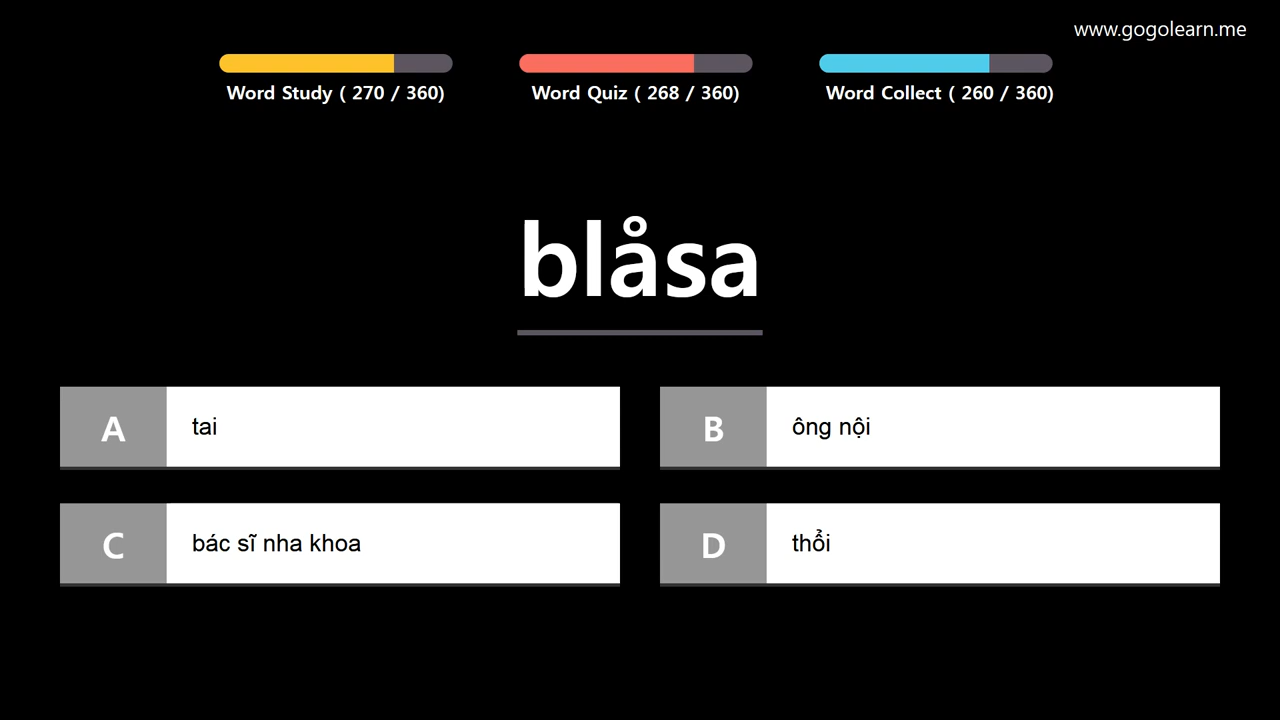 www.gogolearn.me
Word Study ( 270 / 360)
Word Quiz ( 268 / 360)
Word Collect ( 260 / 360)
blåsa
A
tai
B
ông nội
C
bác sĩ nha khoa
D
thổi